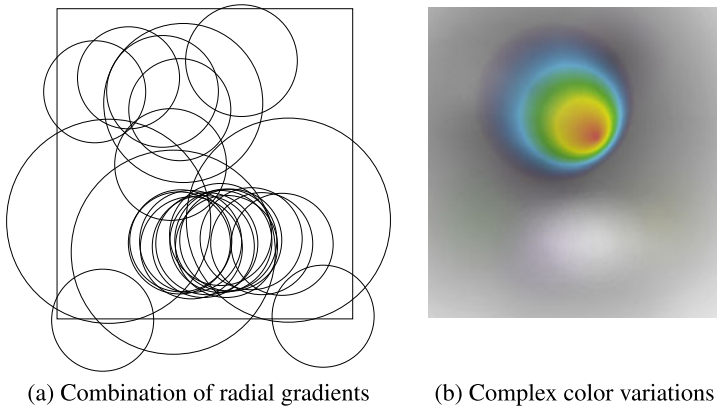 (a) Combination of radial gradients
(b) Complex color variations